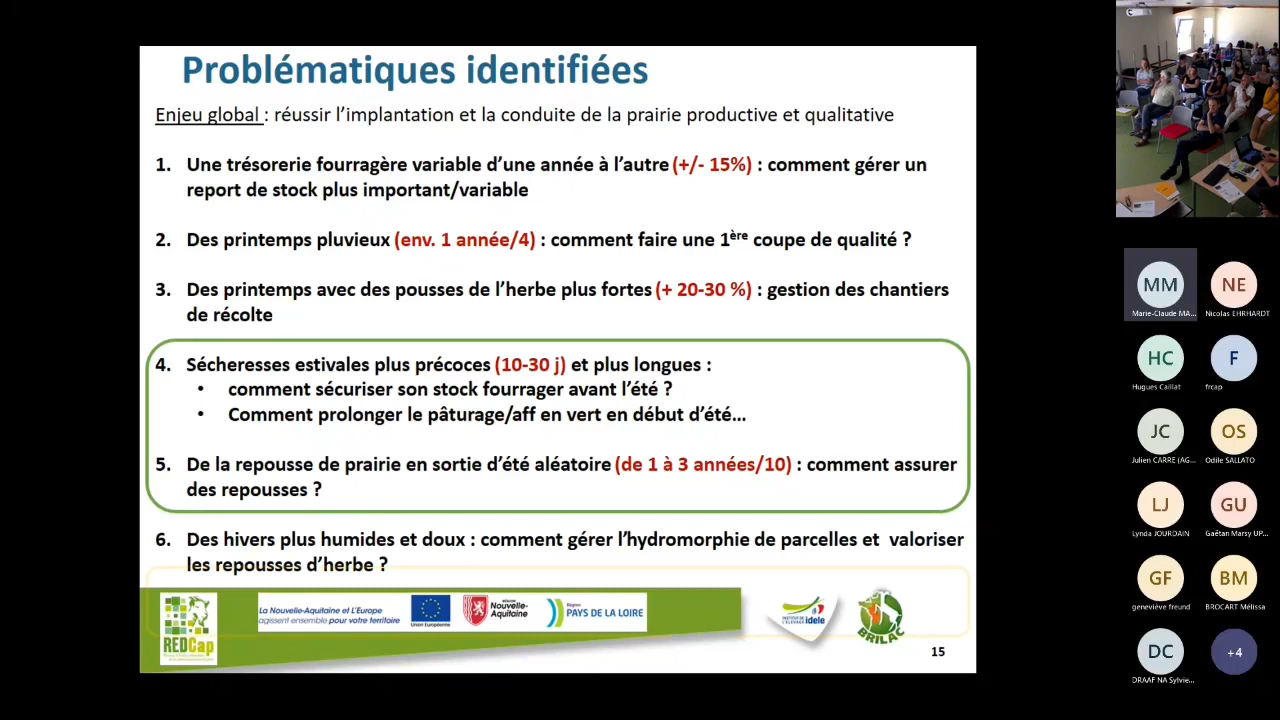 Problématiques identifiées
Enjeu global : réussir l'implantation et la conduite de la prairie productive et qualitative
1. Une trésorerie fourragère variable d'une année à l'autre (+/- 15%) : comment gérer un
report de stock plus important/variable
2. Des printemps pluvieux (env. 1 année/4) : comment faire une 1ère coupe de qualité ?
3. Des printemps avec des pousses de l'herbe plus fortes (+ 20-30 %) : gestion des chantiers
de récolte
4. Sécheresses estivales plus précoces (10-30 j) et plus longues :
• comment sécuriser son stock fourrager avant l'été ?
• Comment prolonger le pâturage/aff en vert en début d'été...
5. De la repousse de prairie en sortie d'été aléatoire (de 1 à 3 années/10) : comment assurer
des repousses ?
6. Des hivers plus humides et doux : comment gérer l'hydromorphie de parcelles et valoriser
les repousses d'herbe ?
REDCap
La Nouvelle-Aquitaine et L'Europe
agissent ensemble pour votre territoire
Union Européenne
RÉGION
Nouvelle-
Aquitaine
Région
PAYS DE LA LOIRE
INSTITUT DE
L'ÉLEVAGE idele
BRILAC
15
MM
Marie-Claude MA...
NE
Nicolas EHRHARDT
HC
Hugues Caillat
F
frcap
JC
Julien CARRE (AG...
OS
Odile SALLATO
LJ
Lynda JOURDAIN
GU
Gaëtan Marsy UP...
GF
geneviève freund
BM
BROCART Mélissa
DC
DRAAF NA Sylvie...
+4